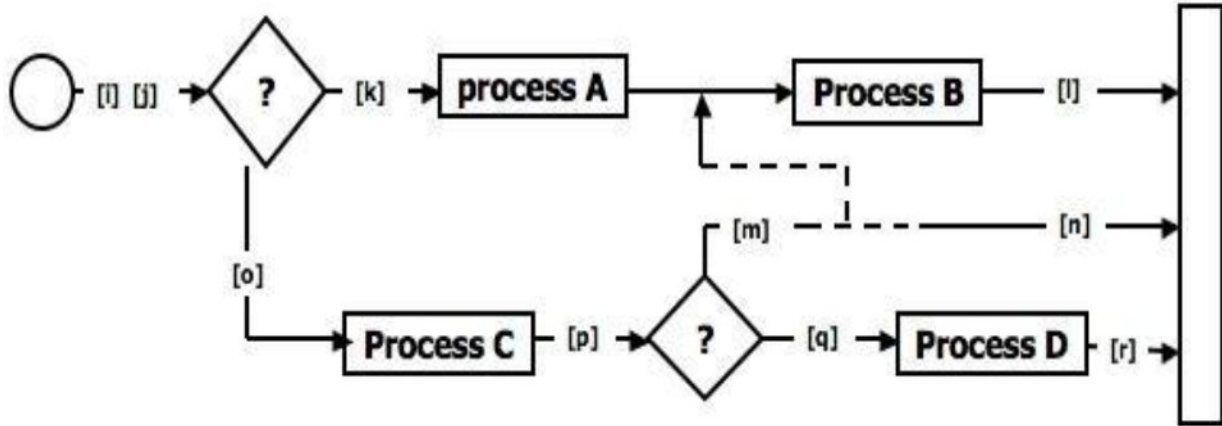 [i] [j]
?
[k]
process A
Process B
[l]
[m]
[n]
[o]
Process C
[p]
?
[q]
Process D
[r]